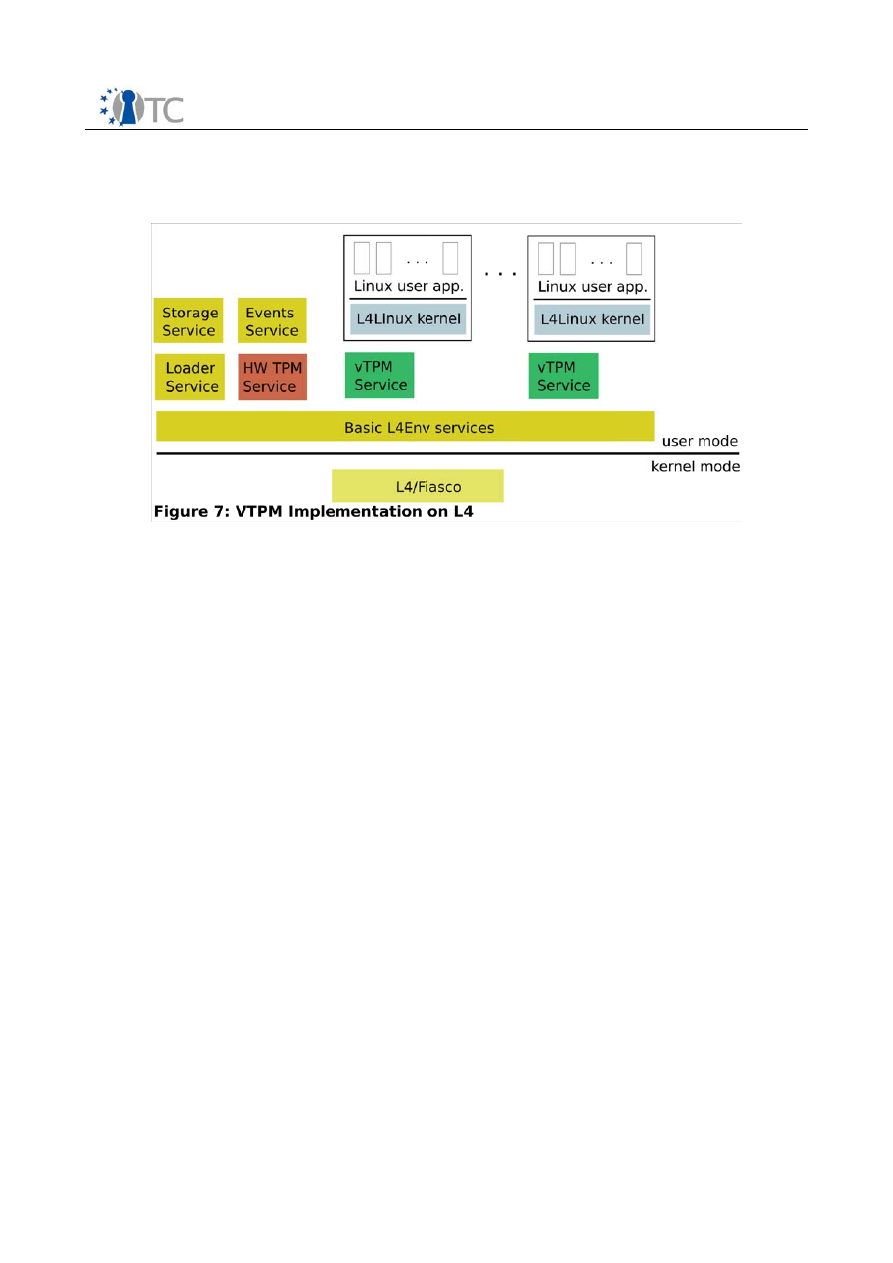 TC
. . .
Linux user app.
L4LInux kernel
. . .
. . .
Linux user app.
L4Linux kernel
Storage
Service
Events
Service
Loader
Service
HW TPM
Service
vTPM
Service
vTPM
Service
Basic L4Env services
user mode
kernel mode
L4/Fiasco
Figure 7: VTPM Implementation on L4